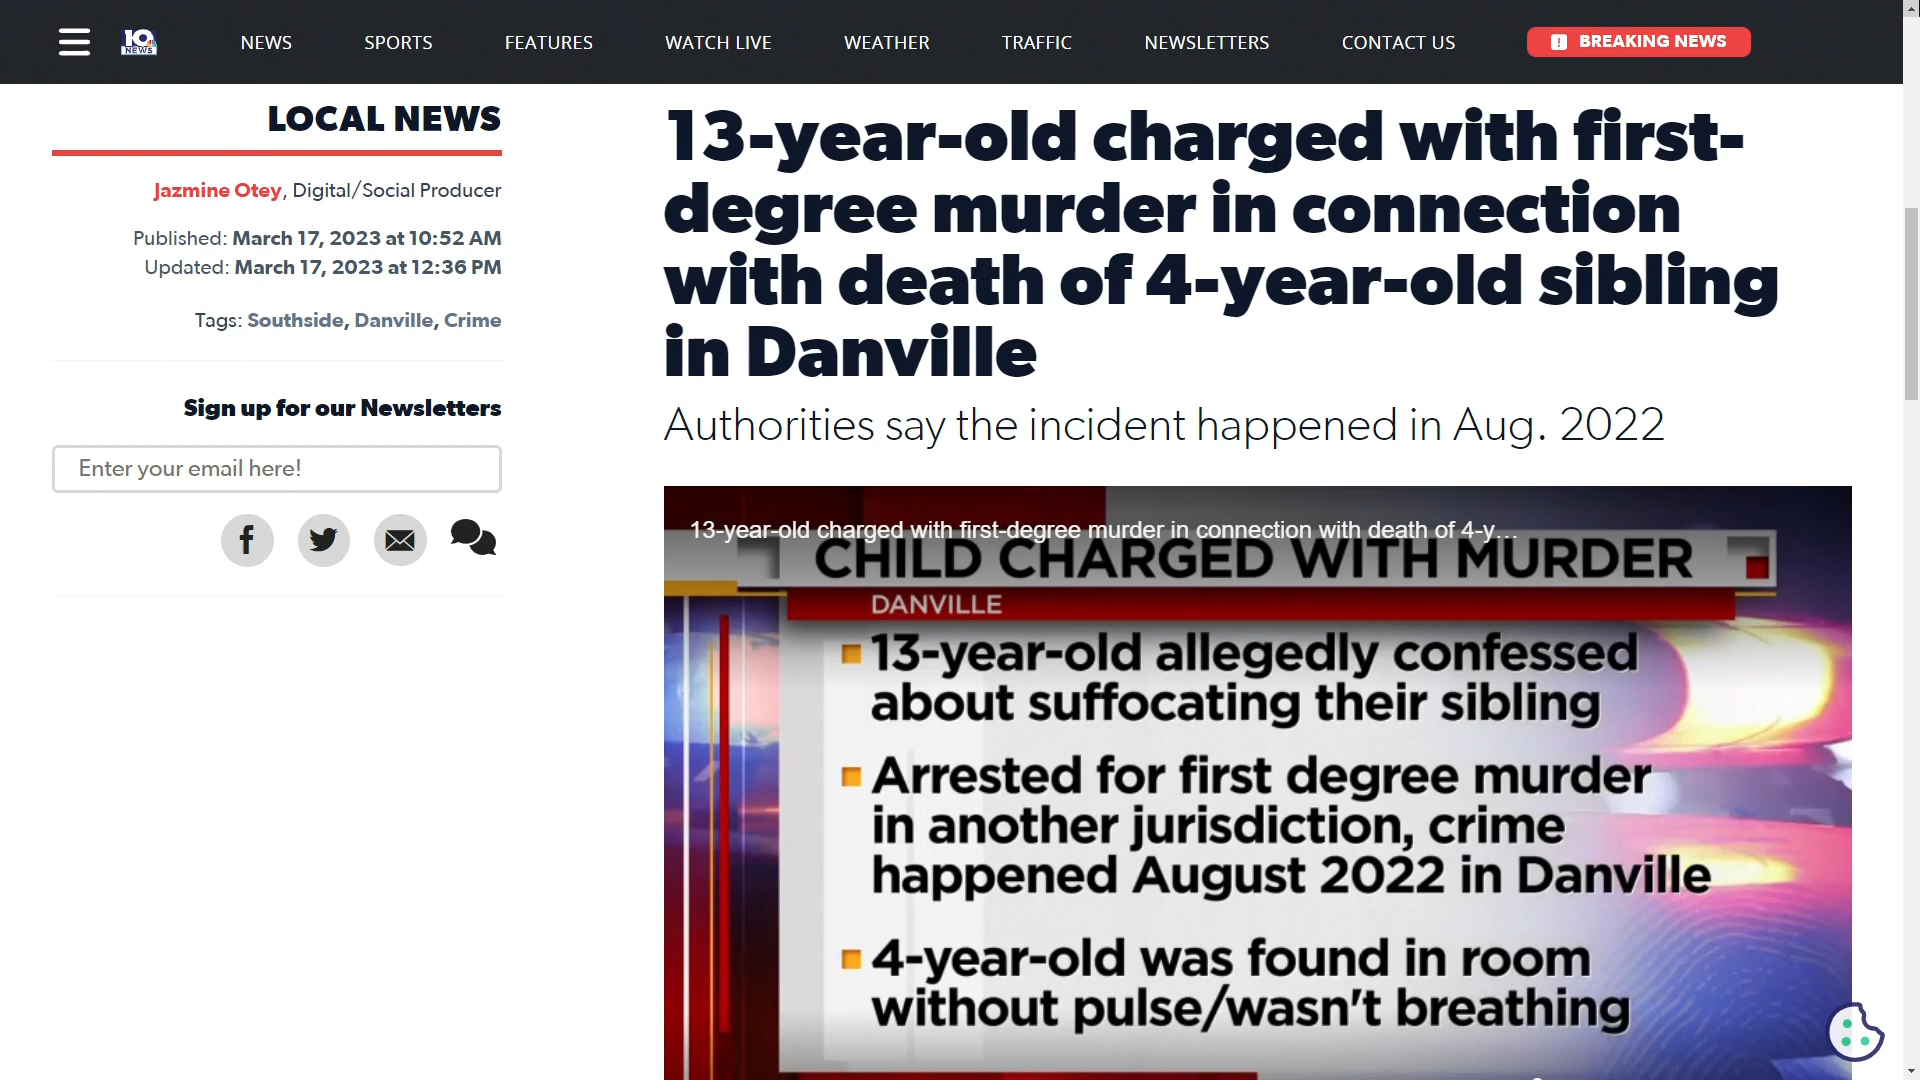 10
NEWS
NEWS
SPORTS
FEATURES
WATCH LIVE
WEATHER
TRAFFIC
NEWSLETTERS
CONTACT US
BREAKING NEWS
LOCAL NEWS
Jazmine Otey, Digital/Social Producer
Published: March 17, 2023 at 10:52 AM
Updated: March 17, 2023 at 12:36 PM
Tags: Southside, Danville, Crime
Sign up for our Newsletters
Enter your email here!
13-year-old charged with first-
degree murder in connection
with death of 4-year-old sibling
in Danville
Authorities say the incident happened in Aug. 2022
13-year-old charged with first-degree murder in connection with death of 4-y...
CHILD CHARGED WITH MURDER
DANVILLE
13-year-old allegedly confessed
about suffocating their sibling
Arrested for first degree murder
in another jurisdiction, crime
happened August 2022 in Danville
4-year-old was found in room
without pulse/wasn't breathing